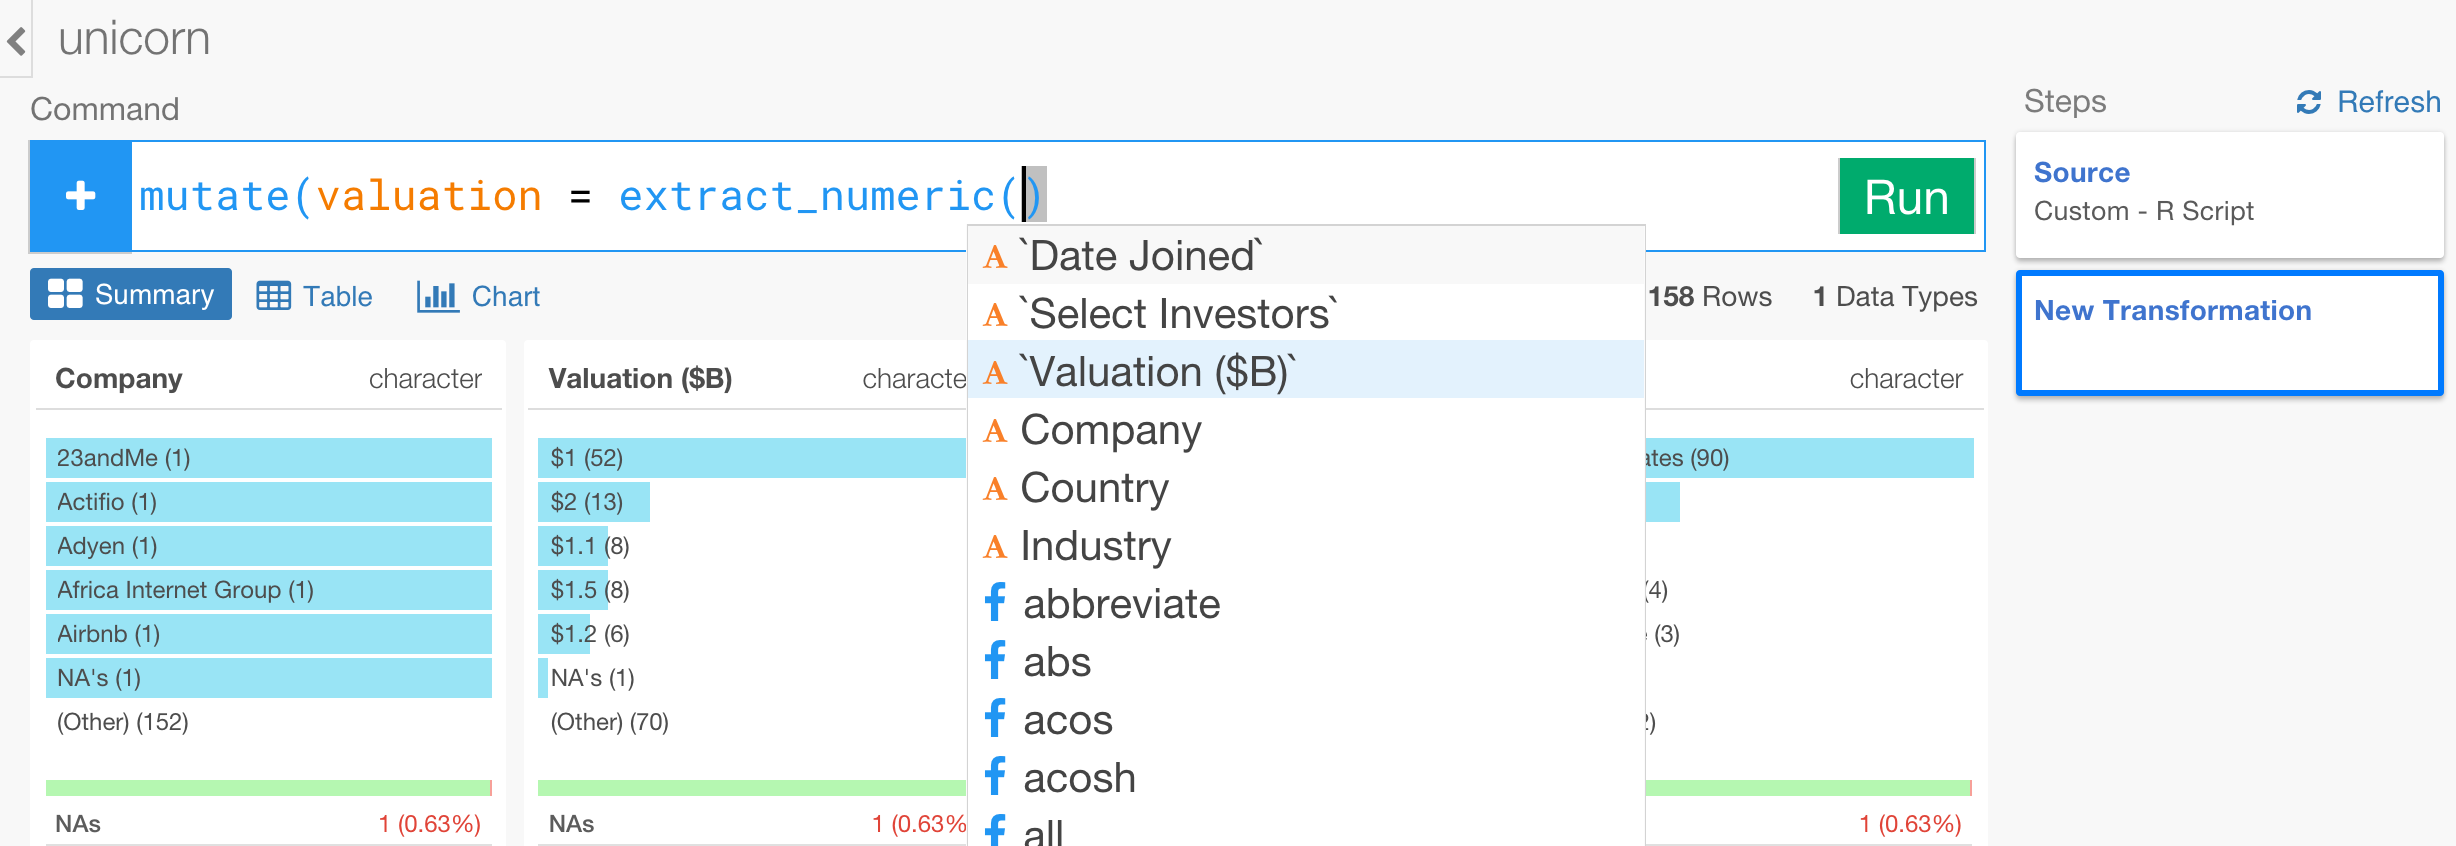 unicorn
Command
Steps
Refresh
+ mutate(valuation = extract_numeric()
Run
Source
Custom - R Script
New Transformation
Summary
Table
Chart
158 Rows
1 Data Types
`Date Joined`
`Select Investors`
`Valuation ($B)`
Company
Country
Industry
abbreviate
abs
acos
acosh
all
Company character
23andMe (1)
Actifio (1)
Adyen (1)
Africa Internet Group (1)
Airbnb (1)
NA's (1)
(Other) (152)
NAs 1 (0.63%)
Valuation ($B)
$1 (52)
$2 (13)
$1.1 (8)
$1.5 (8)
$1.2 (6)
NA's (1)
(Other) (70)
NAs 1 (0.63%
character
(90)
(4)
(3)
1 (0.63%)